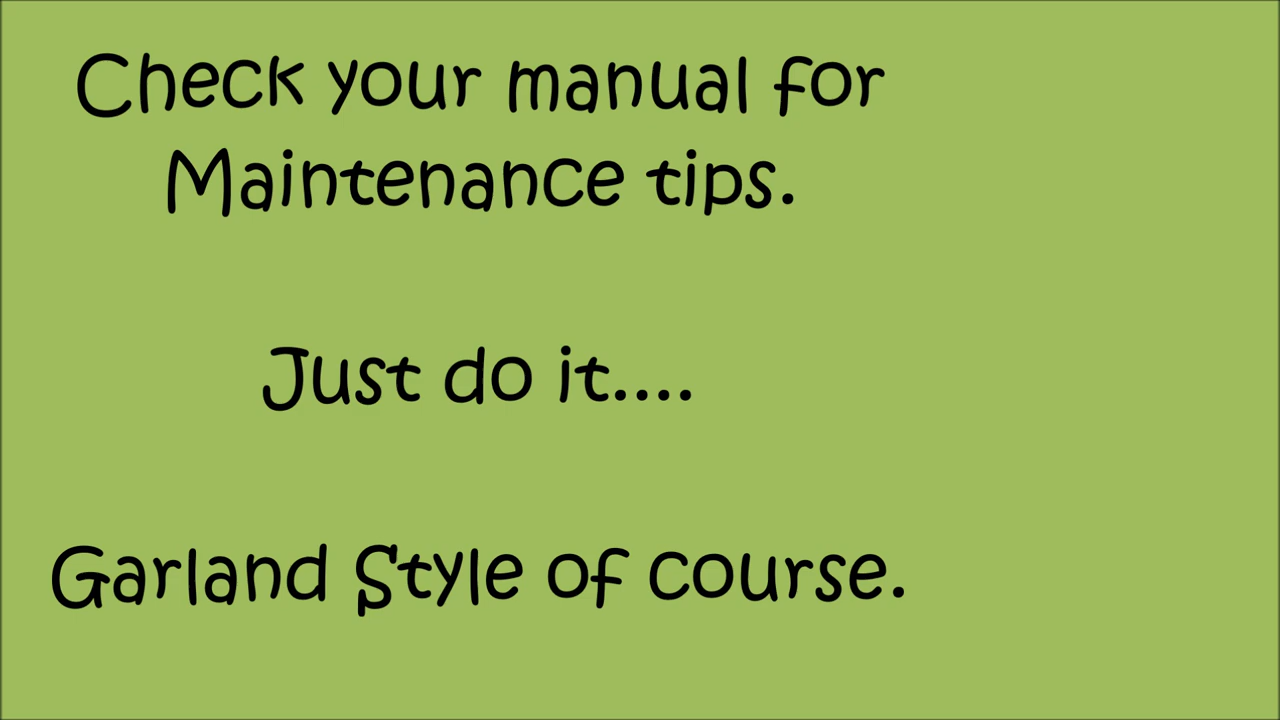 Check your manual for
Maintenance tips.
Just do it....
Garland Style of course.